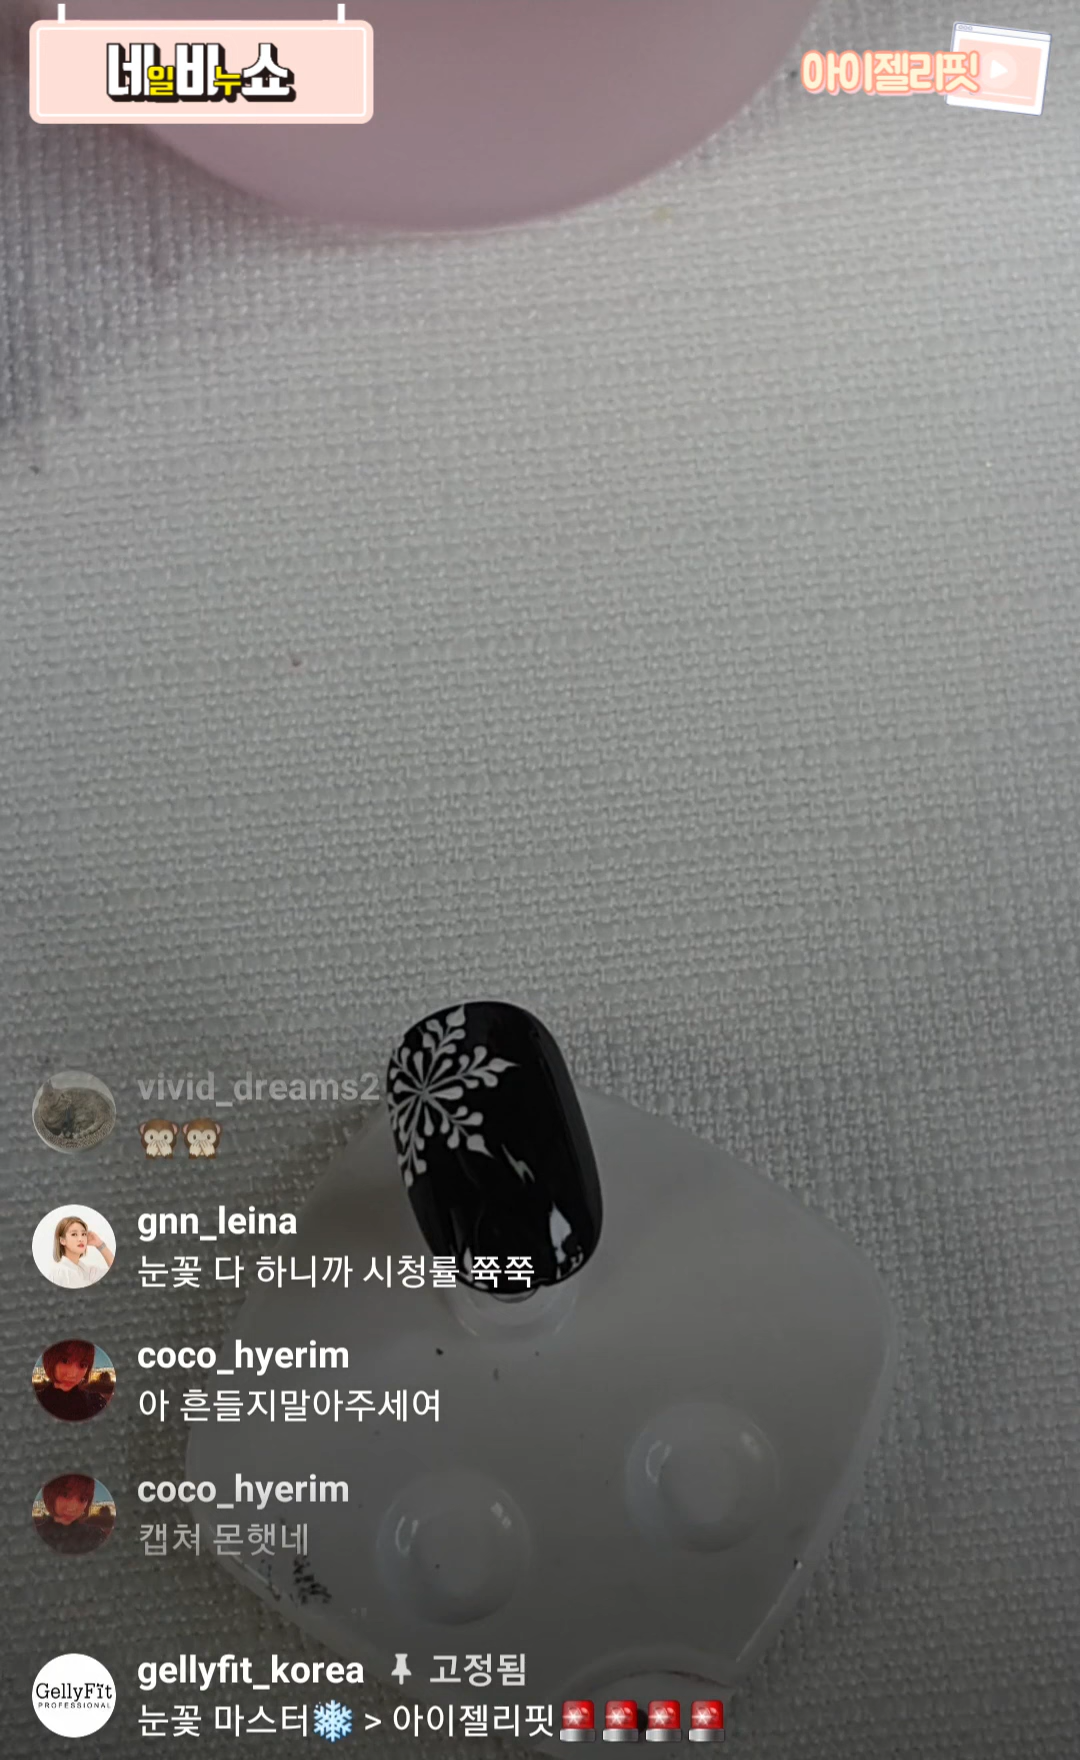 네일비누쇼
아이젤리핏
vivid_dreams2
🙊🙊
gnn_leina
눈꽃 다 하니까 시청률 쭉쭉
coco_hyerim
아 흔들지말아주세여
coco_hyerim
캡쳐 몬햇네
gellyfit_korea 고정됨
GellyFit
PROFESSIONAL
눈꽃 마스터❄️ > 아이젤리핏🚨🚨🚨🚨